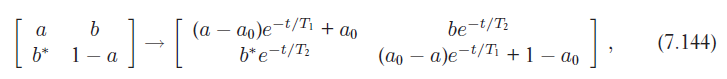 [ a b ; b* 1 − a ] → [ (a − a₀)e^{−t/T₁} + a₀ be^{−t/T₂} ; b*e^{−t/T₂} (a₀ − a)e^{−t/T₁} + 1 − a₀ ] , (7.144)